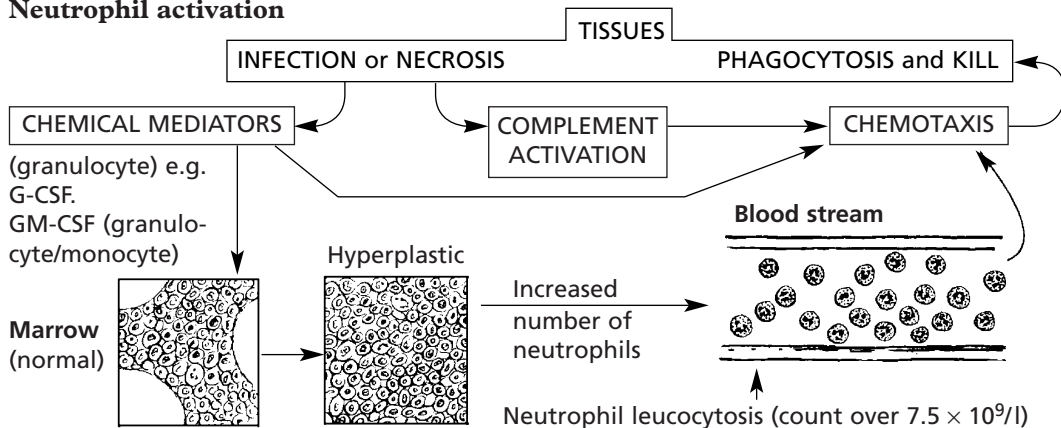 Neutrophil activation
TISSUES
INFECTION or NECROSIS
PHAGOCYTOSIS and KILL
CHEMICAL MEDIATORS
COMPLEMENT
ACTIVATION
CHEMOTAXIS
(granulocyte) e.g.
G-CSF.
GM-CSF (granulo-
cyte/monocyte)
Marrow
(normal)
Hyperplastic
Increased
number of
neutrophils
Blood stream
Neutrophil leucocytosis (count over 7.5 × 10⁹/l)